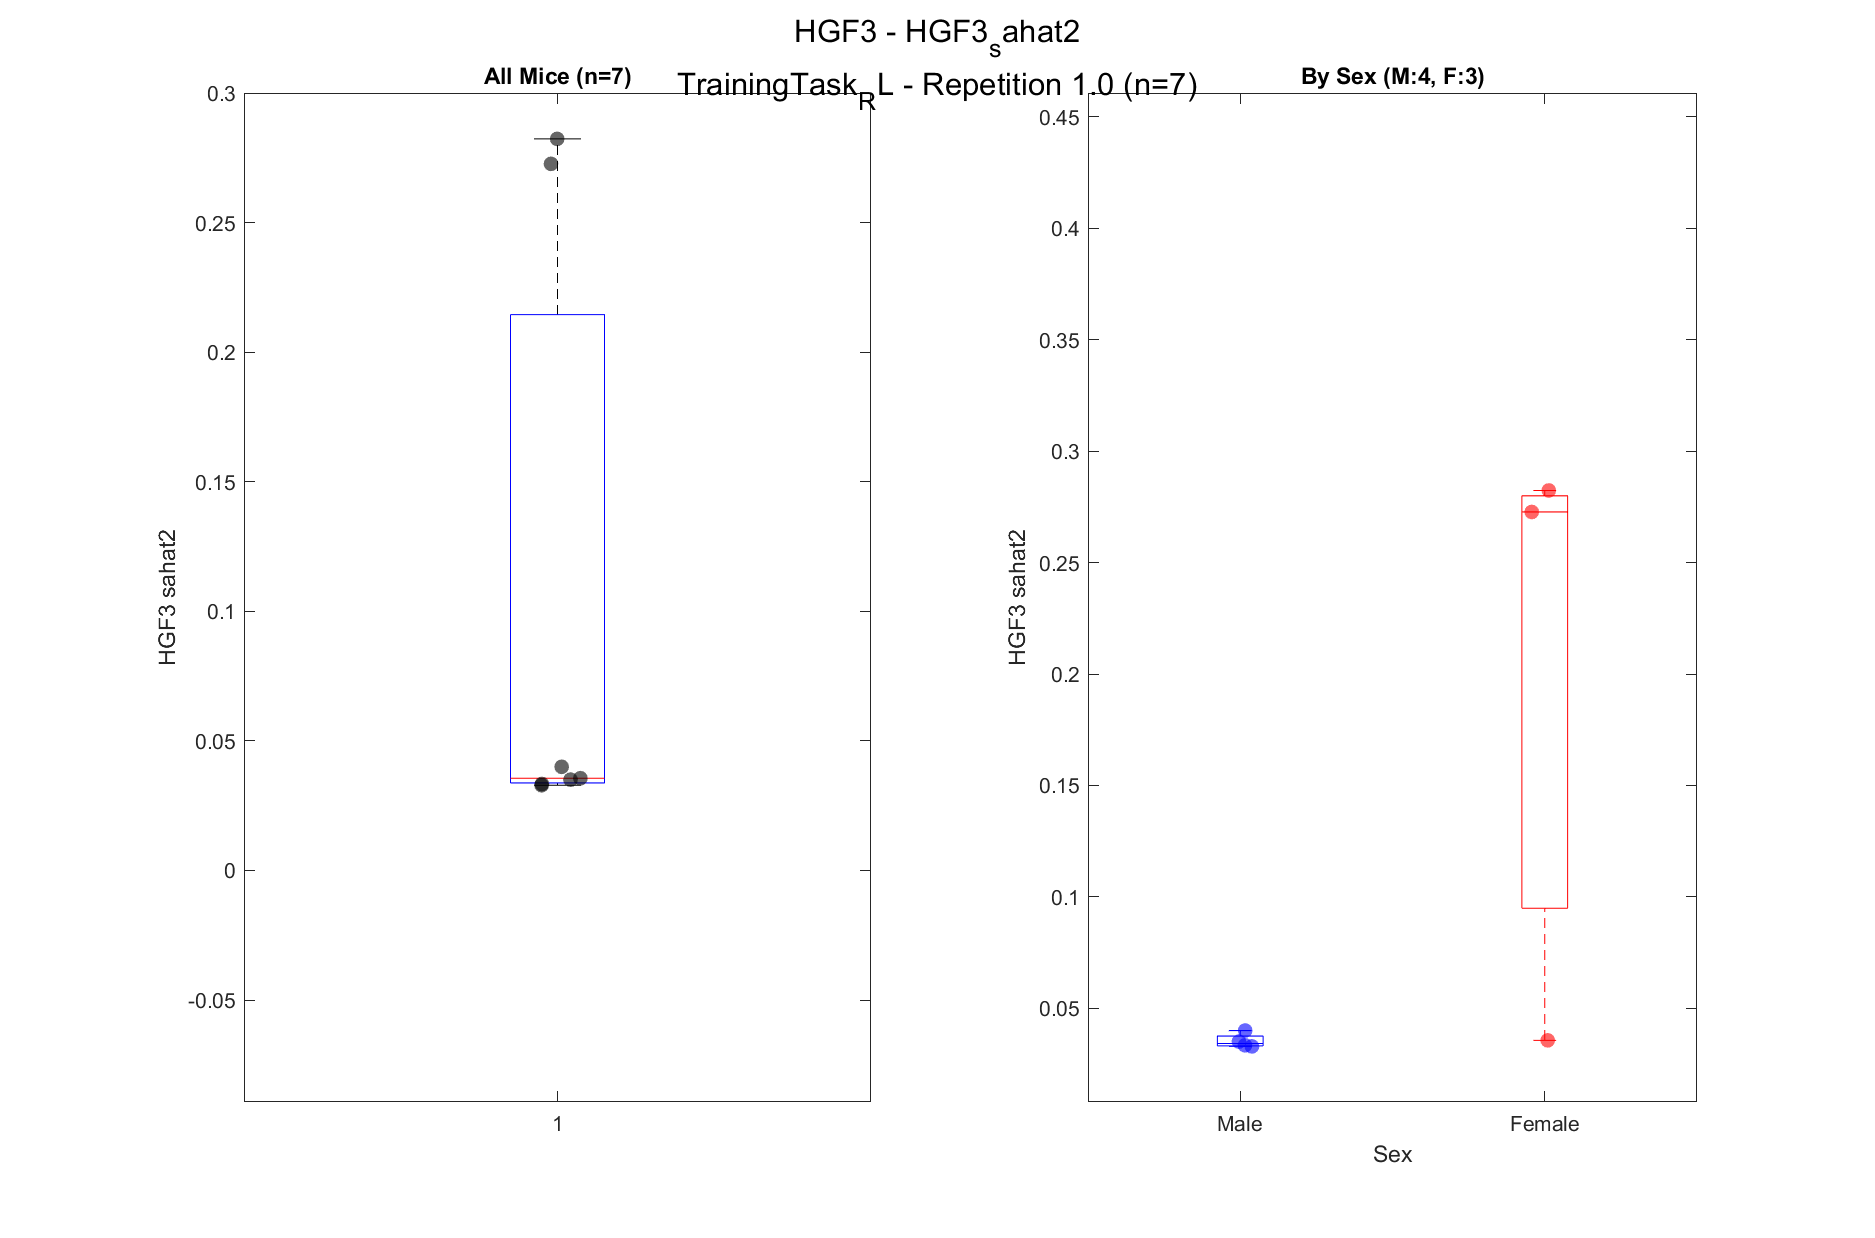 HGF3 - HGF3sahat2
TrainingTaskRL - Repetition 1.0 (n=7)
All Mice (n=7)
0.3
0.25
0.2
0.15
0.1
0.05
0
-0.05
HGF3 sahat2
1
By Sex (M:4, F:3)
0.45
0.4
0.35
0.3
0.25
0.2
0.15
0.1
0.05
HGF3 sahat2
Male Female
Sex